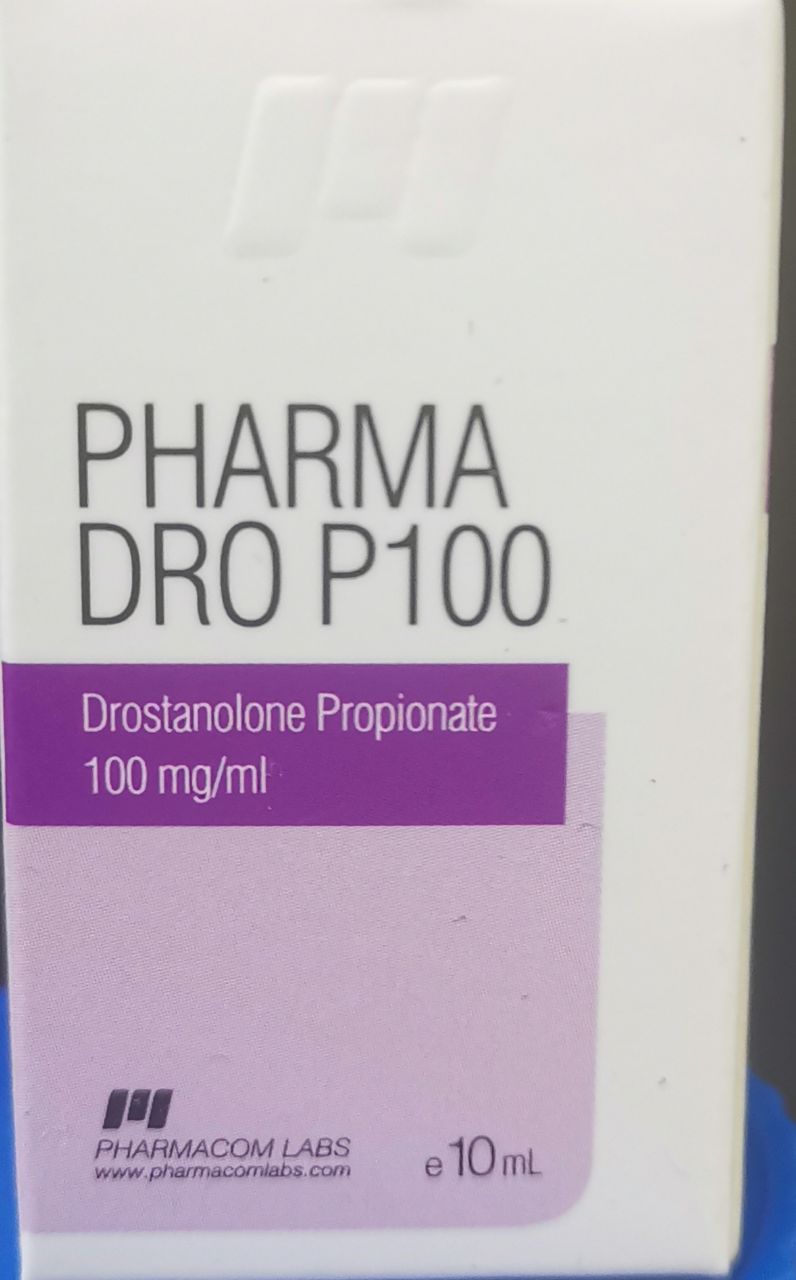 PHARMA
DRO P100
Drostanolone Propionate
100 mg/ml
PHARMACOM LABS
www.pharmacomlabs.com
e 10 mL